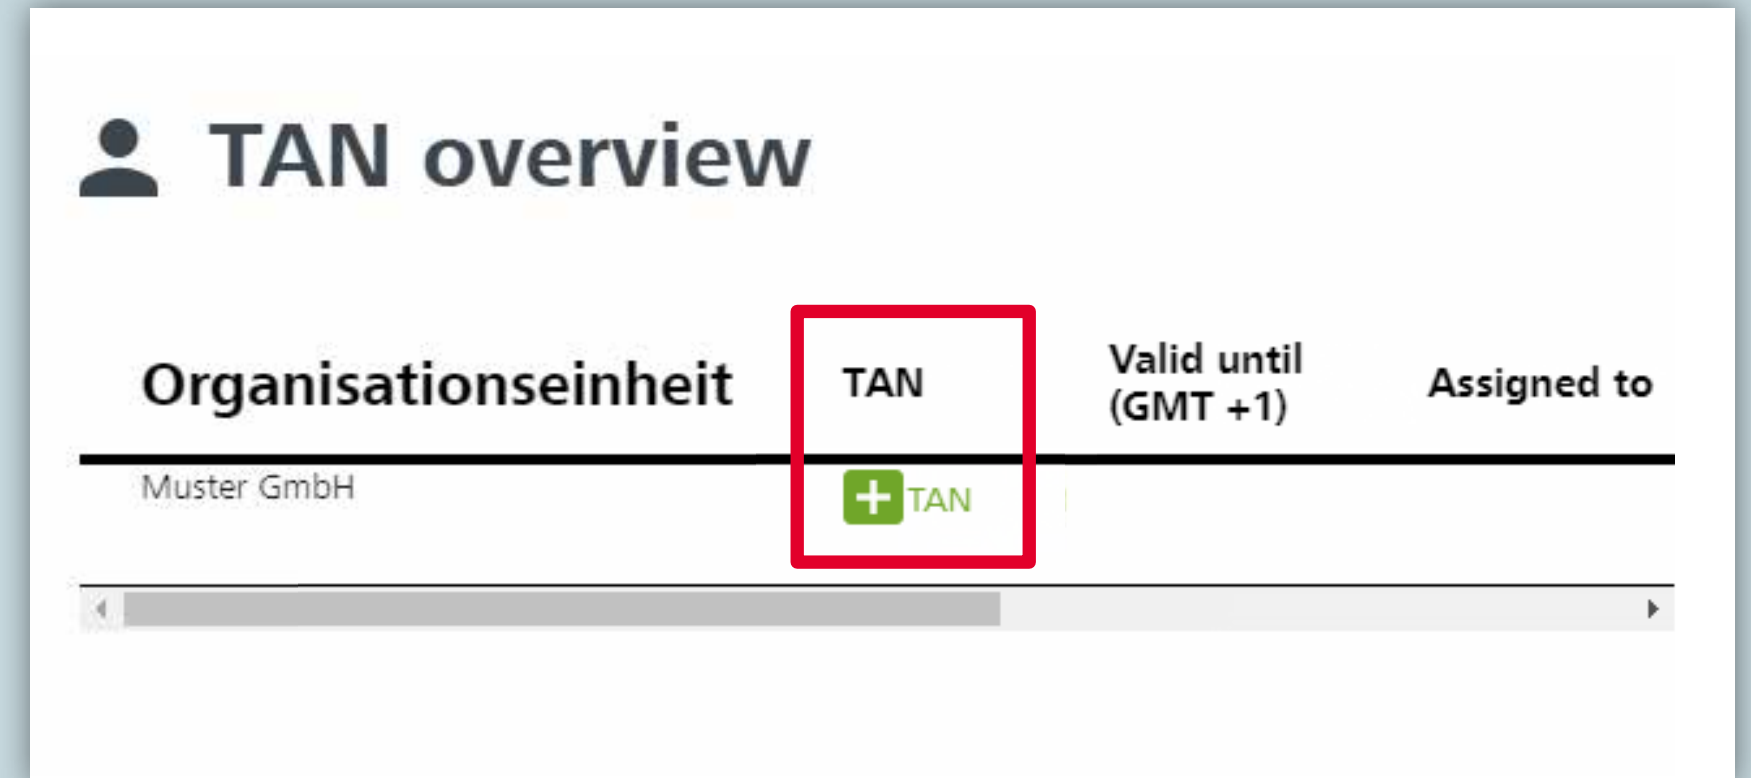 TAN overview
Organisationseinheit TAN Valid until (GMT +1) Assigned to
Muster GmbH TAN